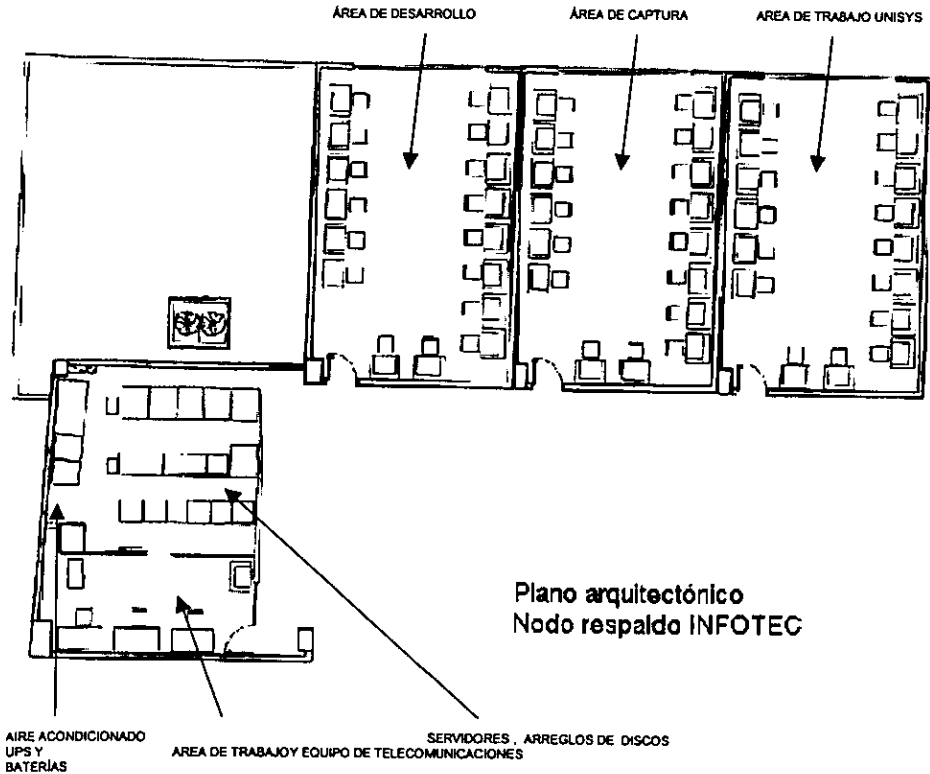 ÁREA DE DESARROLLO
ÁREA DE CAPTURA
AREA DE TRABAJO UNISYS
Plano arquitectónico
Nodo respaldo INFOTEC
AIRE ACONDICIONADO
UPS Y
BATERÍAS
AREA DE TRABAJOY EQUIPO DE TELECOMUNICACIONES
SERVIDORES , ARREGLOS DE DISCOS